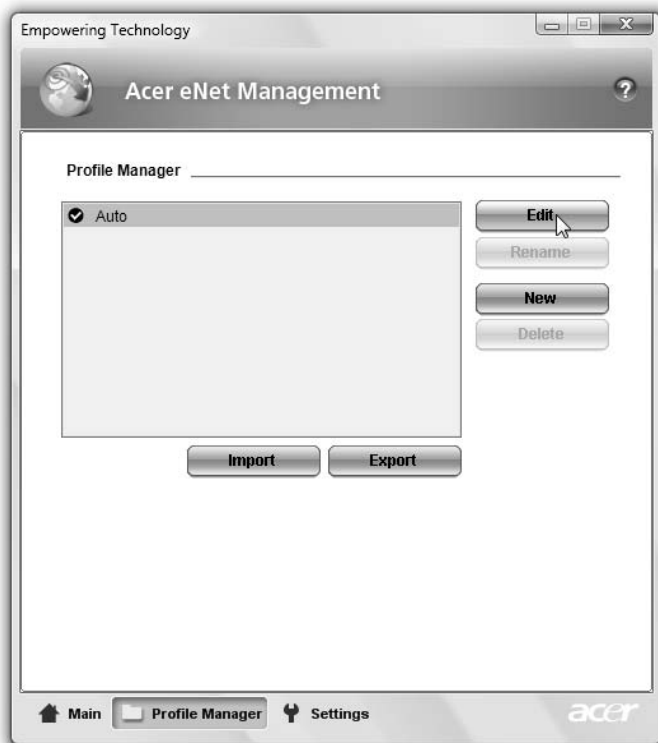 Empowering Technology
Acer eNet Management
?
Profile Manager
Auto
Edit
Rename
New
Delete
Import Export
Main Profile Manager Settings acer